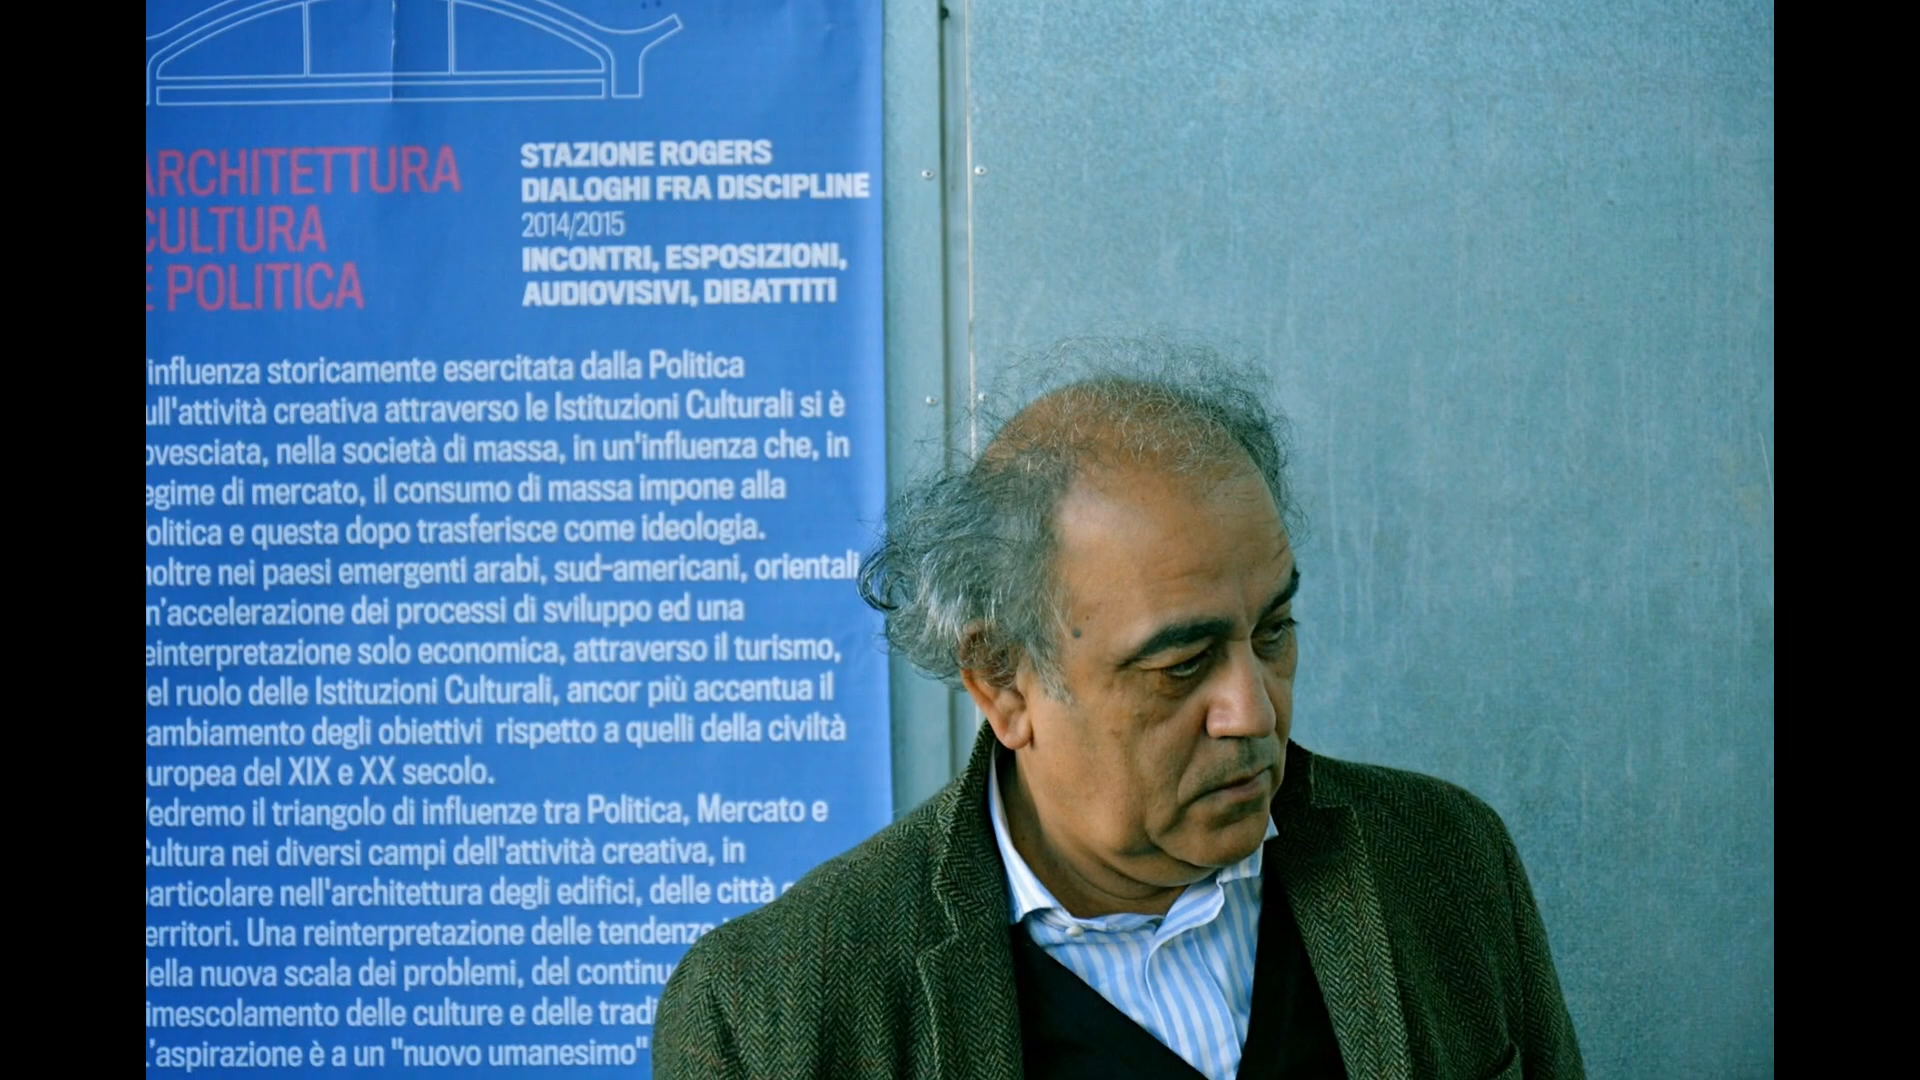 ARCHITETTURA
CULTURA
E POLITICA
STAZIONE ROGERS
DIALOGHI FRA DISCIPLINE
2014/2015
INCONTRI, ESPOSIZIONI,
AUDIOVISIVI, DIBATTITI
'influenza storicamente esercitata dalla Politica
ull'attività creativa attraverso le Istituzioni Culturali si è
ovesciata, nella società di massa, in un'influenza che, in
egime di mercato, il consumo di massa impone alla
olitica e questa dopo trasferisce come ideologia.
noltre nei paesi emergenti arabi, sud-americani, orientali
n'accelerazione dei processi di sviluppo ed una
einterpretazione solo economica, attraverso il turismo,
el ruolo delle Istituzioni Culturali, ancor più accentua il
ambiamento degli obiettivi rispetto a quelli della civiltà
uropea del XIX e XX secolo.
Vedremo il triangolo di influenze tra Politica, Mercato e
Cultura nei diversi campi dell'attività creativa, in
particolare nell'architettura degli edifici, delle città
erritori. Una reinterpretazione delle tendenze
della nuova scala dei problemi, del continu
imescolamento delle culture e delle tradi
L'aspirazione è a un "nuovo umanesimo"